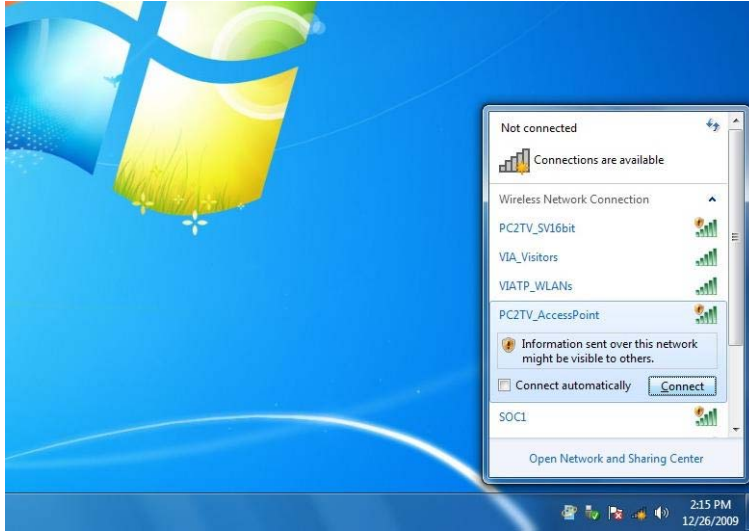 Not connected
Connections are available
Wireless Network Connection
PC2TV_SV16bit
VIA_Visitors
VIATP_WLANs
PC2TV_AccessPoint
Information sent over this network
might be visible to others.
Connect automatically
Connect
SOC1
Open Network and Sharing Center
2:15 PM
12/26/2009